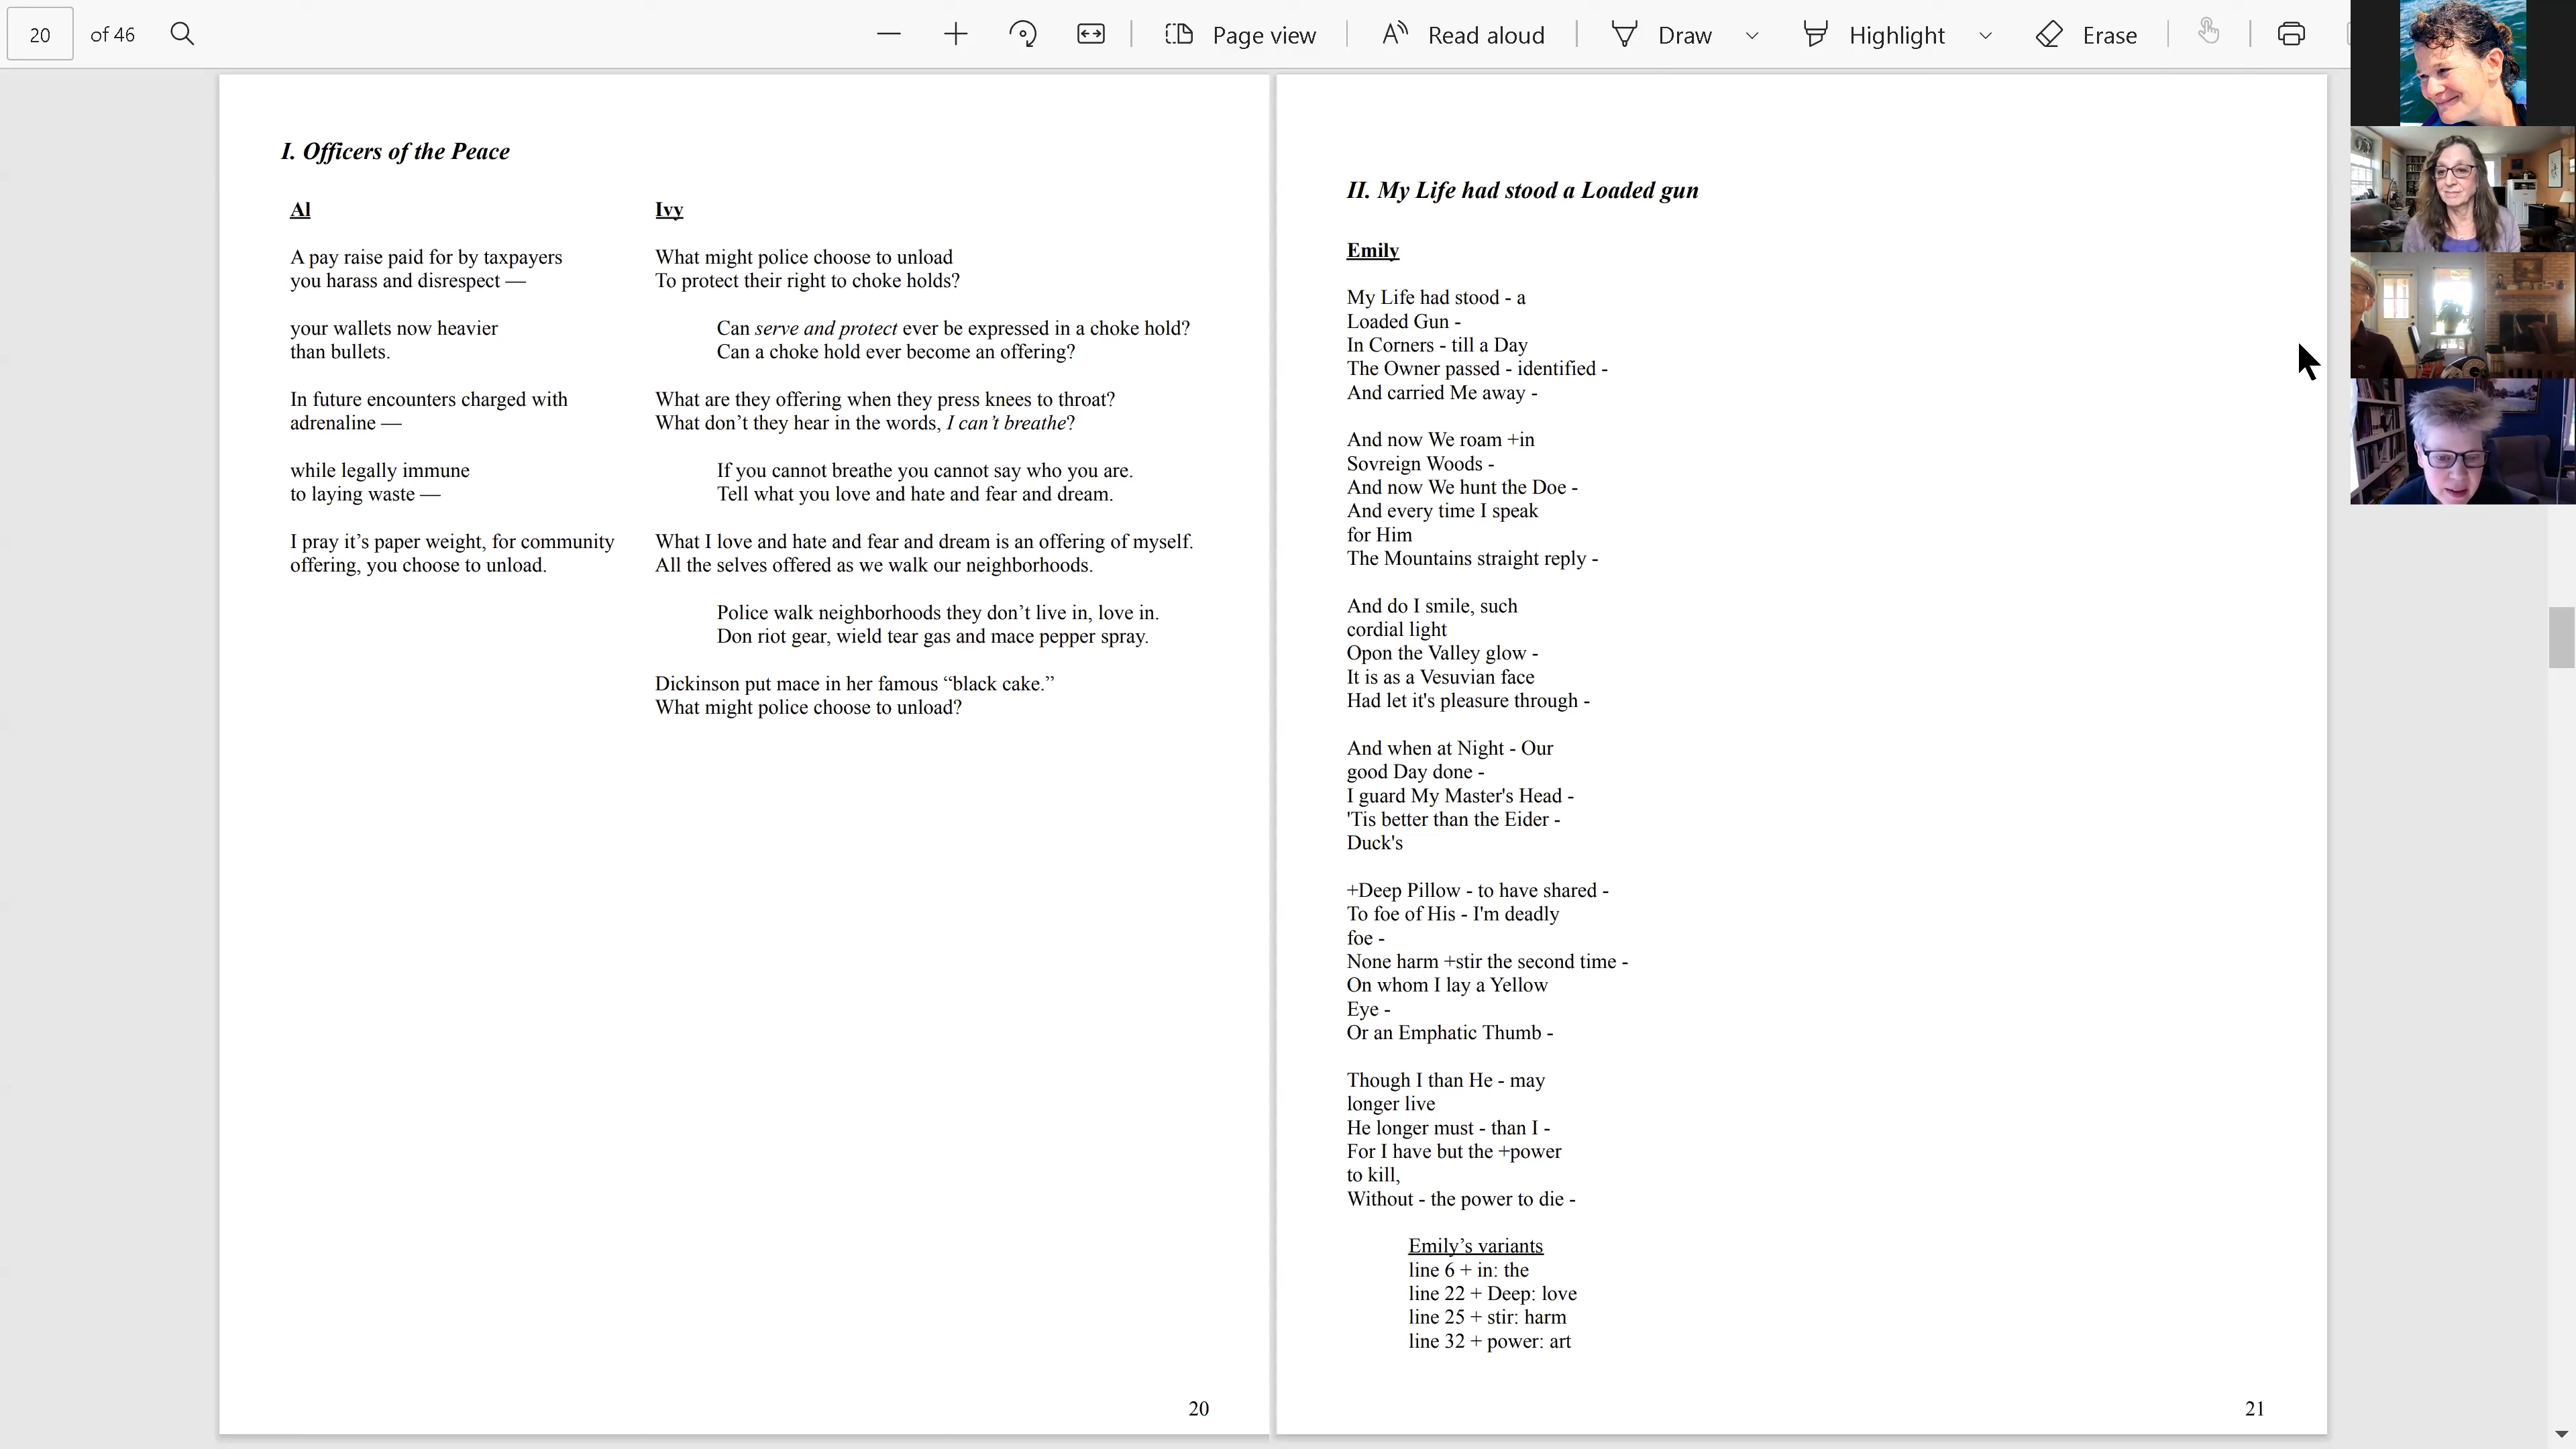 20
of 46
Page view
Read aloud
Draw
Highlight
Erase
I. Officers of the Peace
Al
A pay raise paid for by taxpayers
you harass and disrespect —
your wallets now heavier
than bullets.
In future encounters charged with
adrenaline —
while legally immune
to laying waste —
I pray it’s paper weight, for community
offering, you choose to unload.
Ivy
What might police choose to unload
To protect their right to choke holds?
Can serve and protect ever be expressed in a choke hold?
Can a choke hold ever become an offering?
What are they offering when they press knees to throat?
What don’t they hear in the words, I can’t breathe?
If you cannot breathe you cannot say who you are.
Tell what you love and hate and fear and dream.
What I love and hate and fear and dream is an offering of myself.
All the selves offered as we walk our neighborhoods.
Police walk neighborhoods they don’t live in, love in.
Don riot gear, wield tear gas and mace pepper spray.
Dickinson put mace in her famous “black cake.”
What might police choose to unload?
20
II. My Life had stood a Loaded gun
Emily
My Life had stood - a
Loaded Gun -
In Corners - till a Day
The Owner passed - identified -
And carried Me away -
And now We roam +in
Sovreign Woods -
And now We hunt the Doe -
And every time I speak
for Him
The Mountains straight reply -
And do I smile, such
cordial light
Opon the Valley glow -
It is as a Vesuvian face
Had let it's pleasure through -
And when at Night - Our
good Day done -
I guard My Master's Head -
'Tis better than the Eider -
Duck's
+Deep Pillow - to have shared -
To foe of His - I'm deadly
foe -
None harm +stir the second time -
On whom I lay a Yellow
Eye -
Or an Emphatic Thumb -
Though I than He - may
longer live
He longer must - than I -
For I have but the +power
to kill,
Without - the power to die -
Emily’s variants
line 6 + in: the
line 22 + Deep: love
line 25 + stir: harm
line 32 + power: art
21